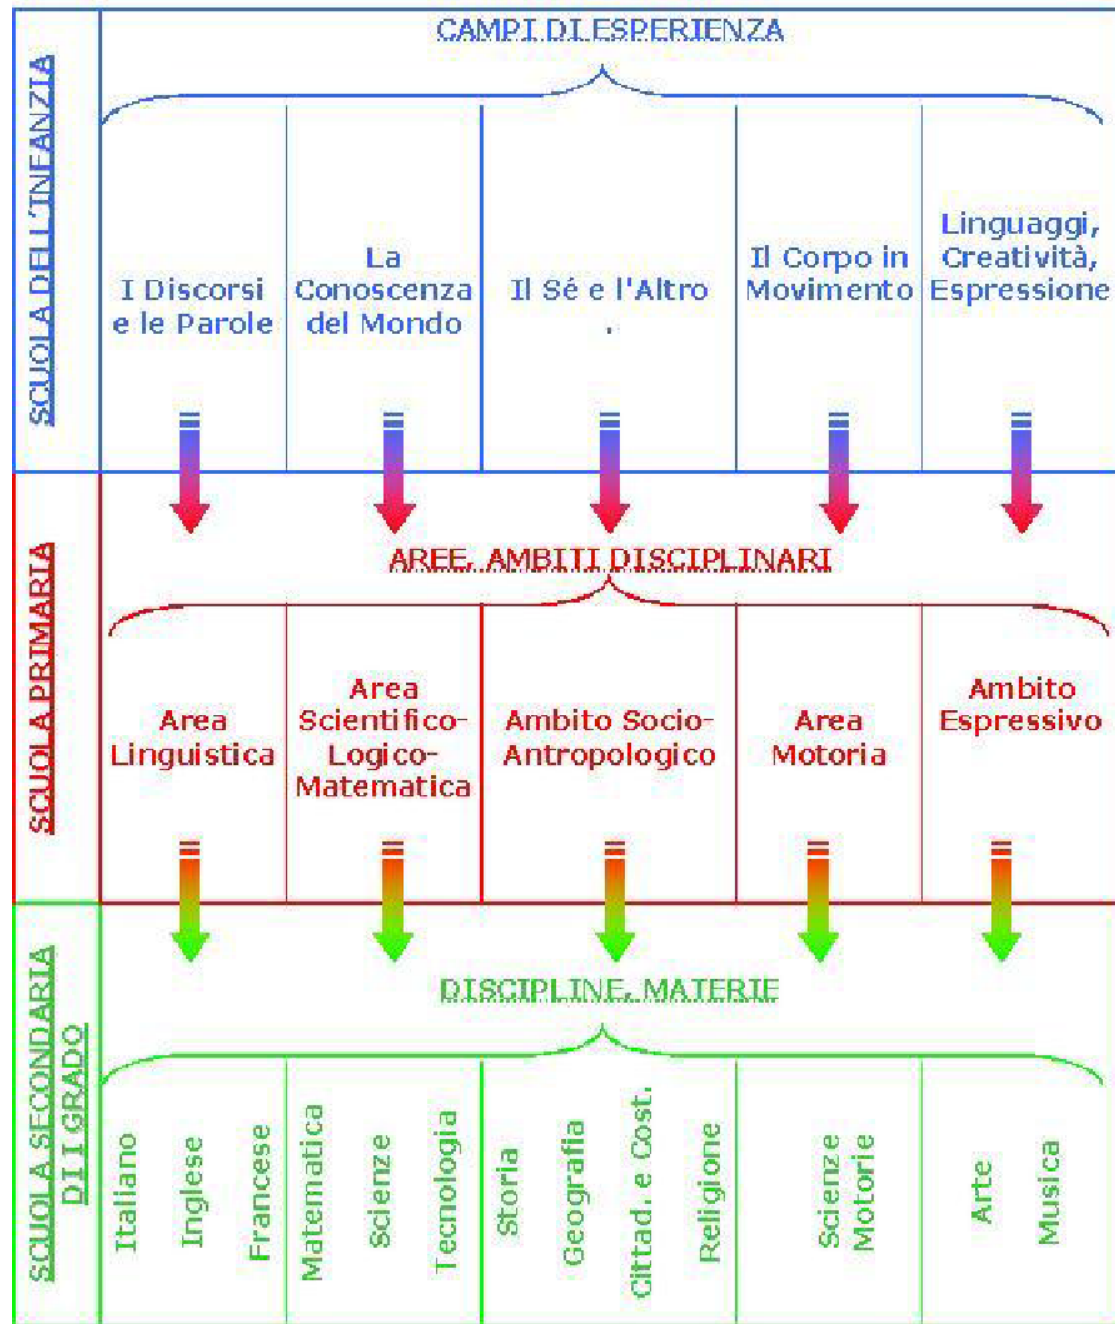 SCUOLA DELL'INFANZIA
CAMPI DI ESPERIENZA
I Discorsi
e le Parole
La
Conoscenza
del Mondo
Il Sé e l'Altro
.
Il Corpo in
Movimento
Linguaggi,
Creatività,
Espressione
SCUOLA PRIMARIA
AREE, AMBITI DISCIPLINARI
Area
Linguistica
Area
Scientifico-
Logico-
Matematica
Ambito Socio-
Antropologico
Area
Motoria
Ambito
Espressivo
SCUOLA SECONDARIA
DI I GRADO
DISCIPLINE, MATERIE
Italiano
Inglese
Francese
Matematica
Scienze
Tecnologia
Storia
Geografia
Cittad. e Cost.
Religione
Scienze
Motorie
Arte
Musica